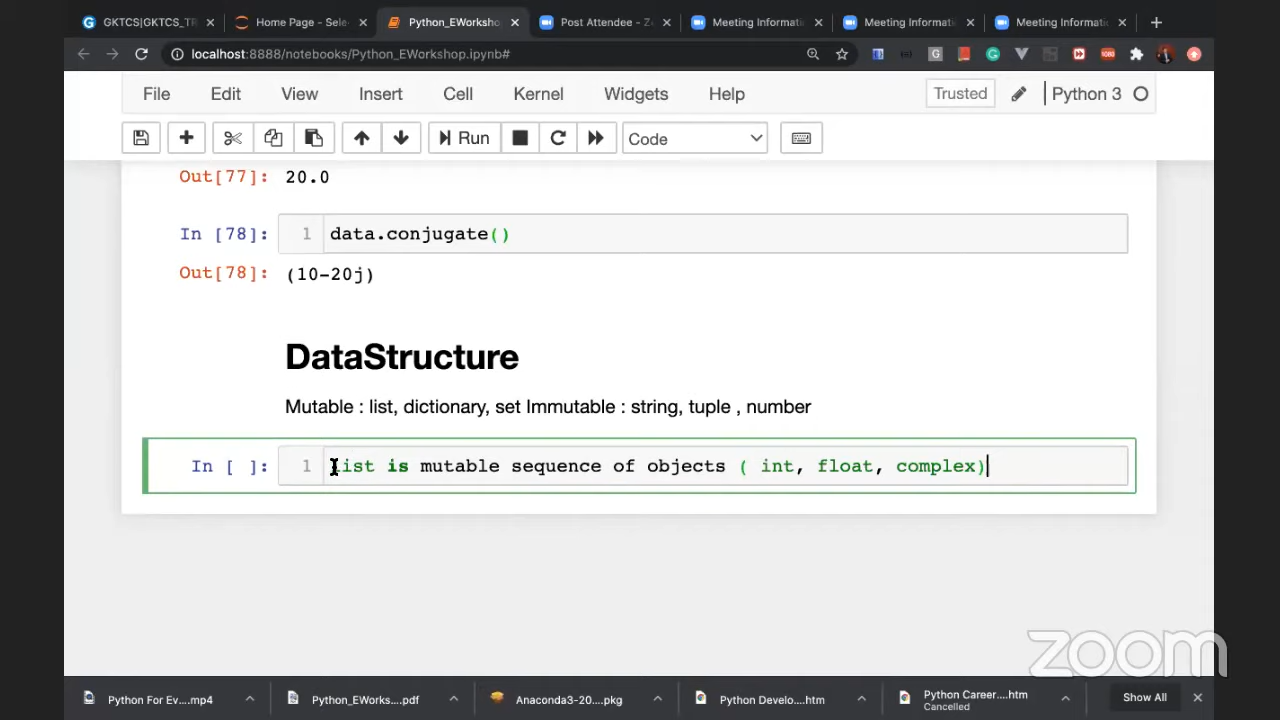 GKTCS|GKTCS_TR
Home Page - Sele
Python_EWorksho
Post Attendee - Z
Meeting Informati
Meeting Informati
Meeting Informati
localhost:8888/notebooks/Python_EWorkshop.ipynb#
File Edit View Insert Cell Kernel Widgets Help Trusted Python 3
Run Code
Out[77]: 20.0
In [78]: 1 data.conjugate()
Out[78]: (10-20j)
DataStructure
Mutable : list, dictionary, set Immutable : string, tuple , number
In [ ]: 1 list is mutable sequence of objects ( int, float, complex)
zoom
Python For Ev....mp4
Python_EWorks....pdf
Anaconda3-20....pkg
Python Develo....htm
Python Career....htm
Cancelled
Show All